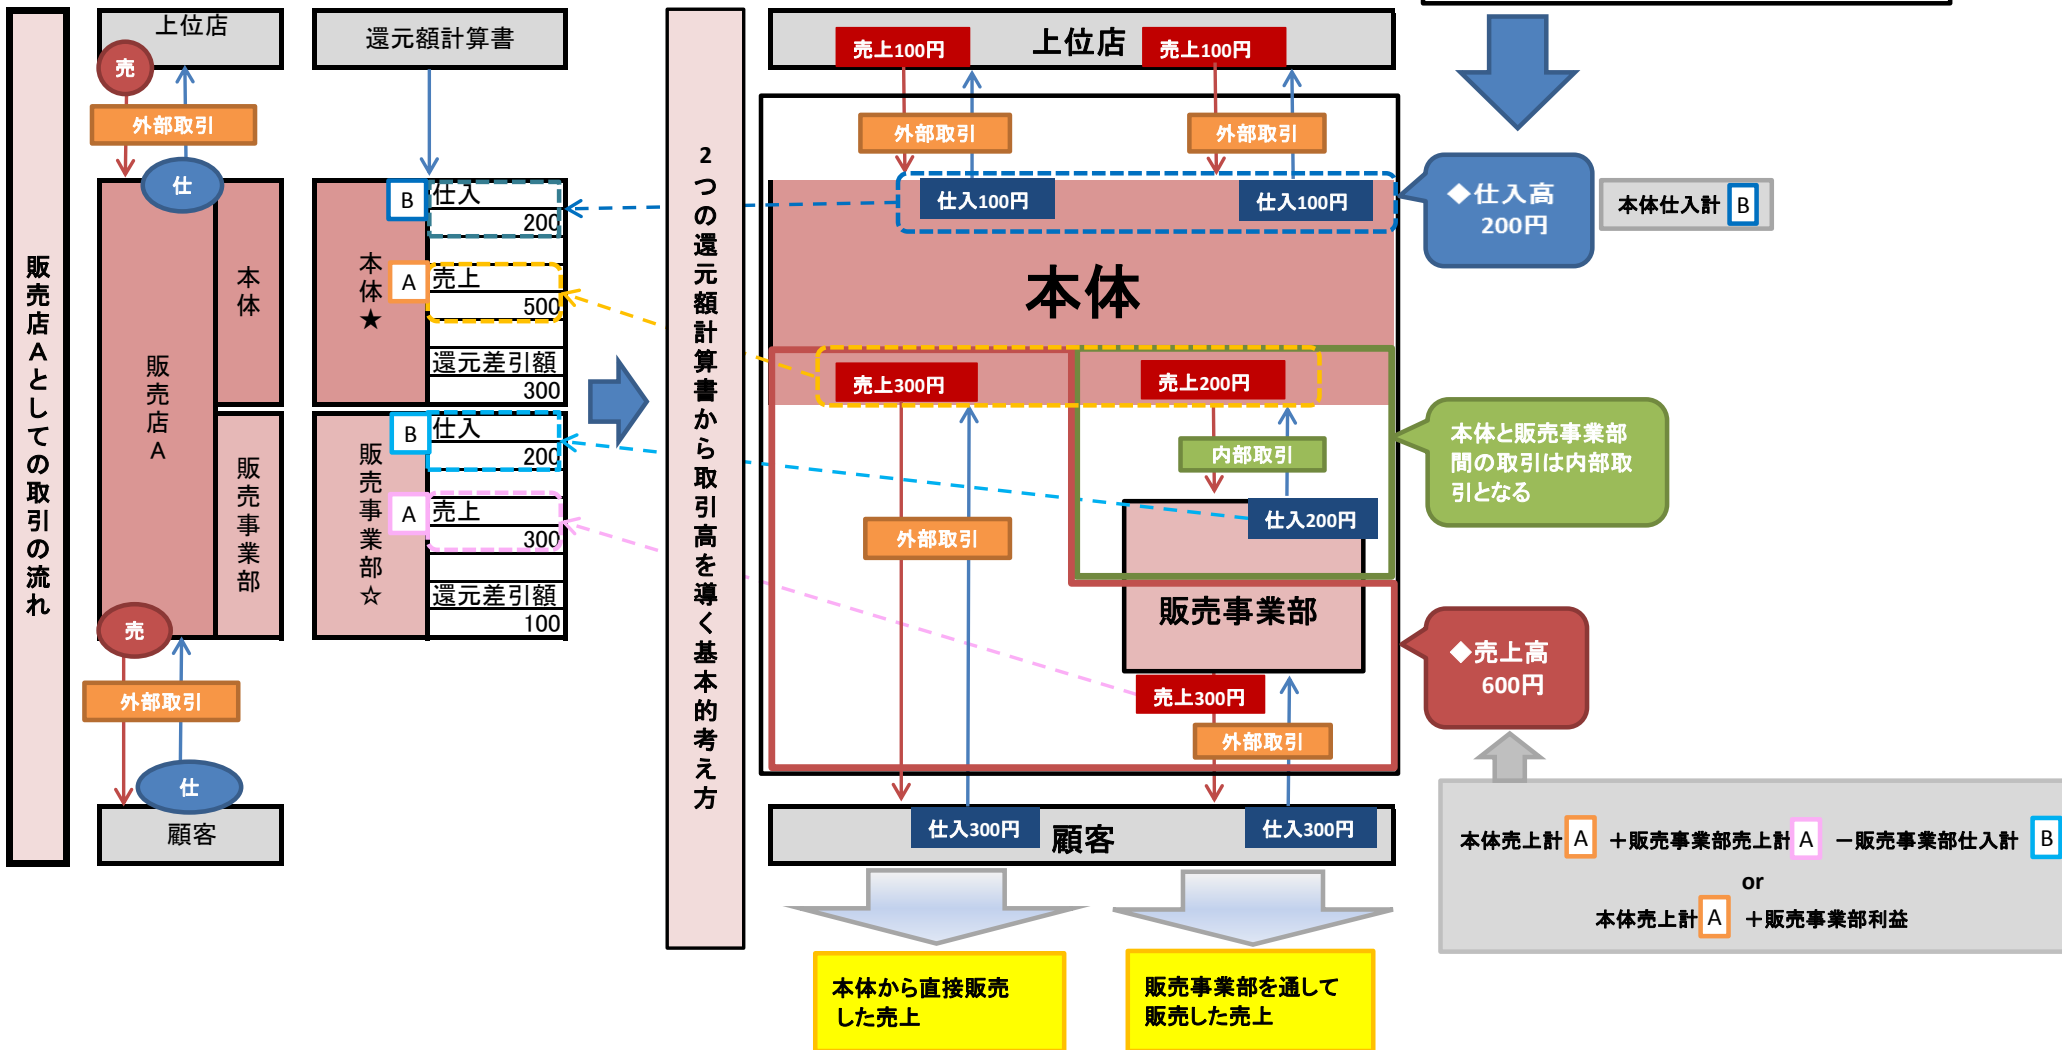 販売店Aとしての取引の流れ
上位店
売
外部取引
仕
販売店A
本体
販売事業部
売
外部取引
仕
顧客
還元額計算書
本体★
B
仕入
200
A
売上
500
還元差引額
300
販売事業部☆
B
仕入
200
A
売上
300
還元差引額
100
2つの還元額計算書から取引高を導く基本的考え方
上位店
売上100円
売上100円
外部取引
外部取引
仕入100円
仕入100円
本体
売上300円
売上200円
内部取引
仕入200円
外部取引
販売事業部
売上300円
外部取引
仕入300円
顧客
仕入300円
本体から直接販売
した売上
販売事業部を通して
販売した売上
◆仕入高
200円
本体仕入計 B
本体と販売事業部
間の取引は内部取
引となる
◆売上高
600円
本体売上計 A +販売事業部売上計 A -販売事業部仕入計 B
or
本体売上計 A +販売事業部利益